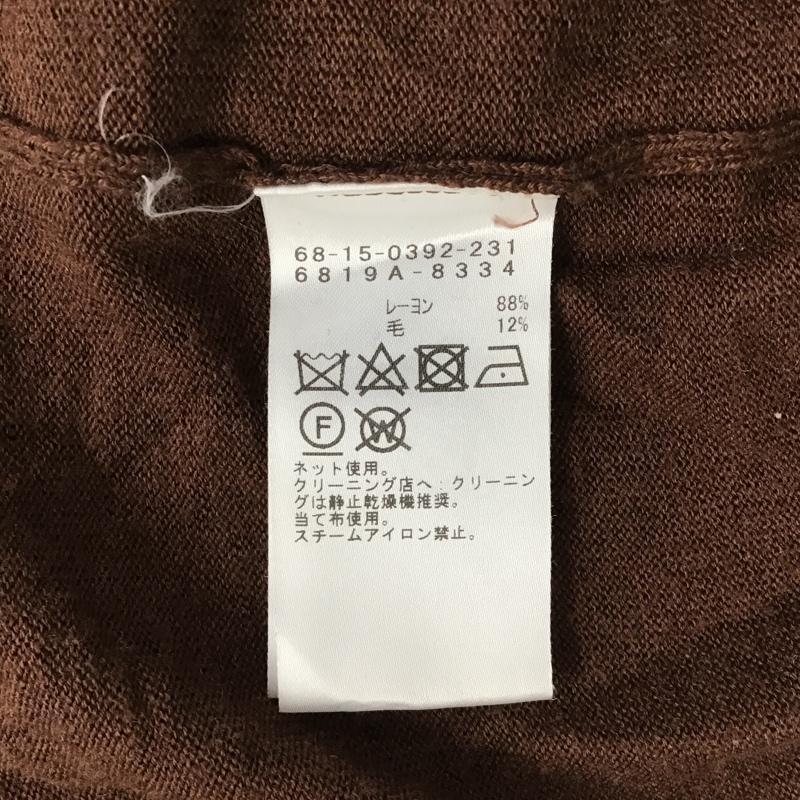 68-15-0392-231
6819A-8334
レーヨン 88%
毛 12%
F W
ネット使用。
クリーニング店へ：クリーニン
グは静止乾燥機推奨。
当て布使用。
スチームアイロン禁止。